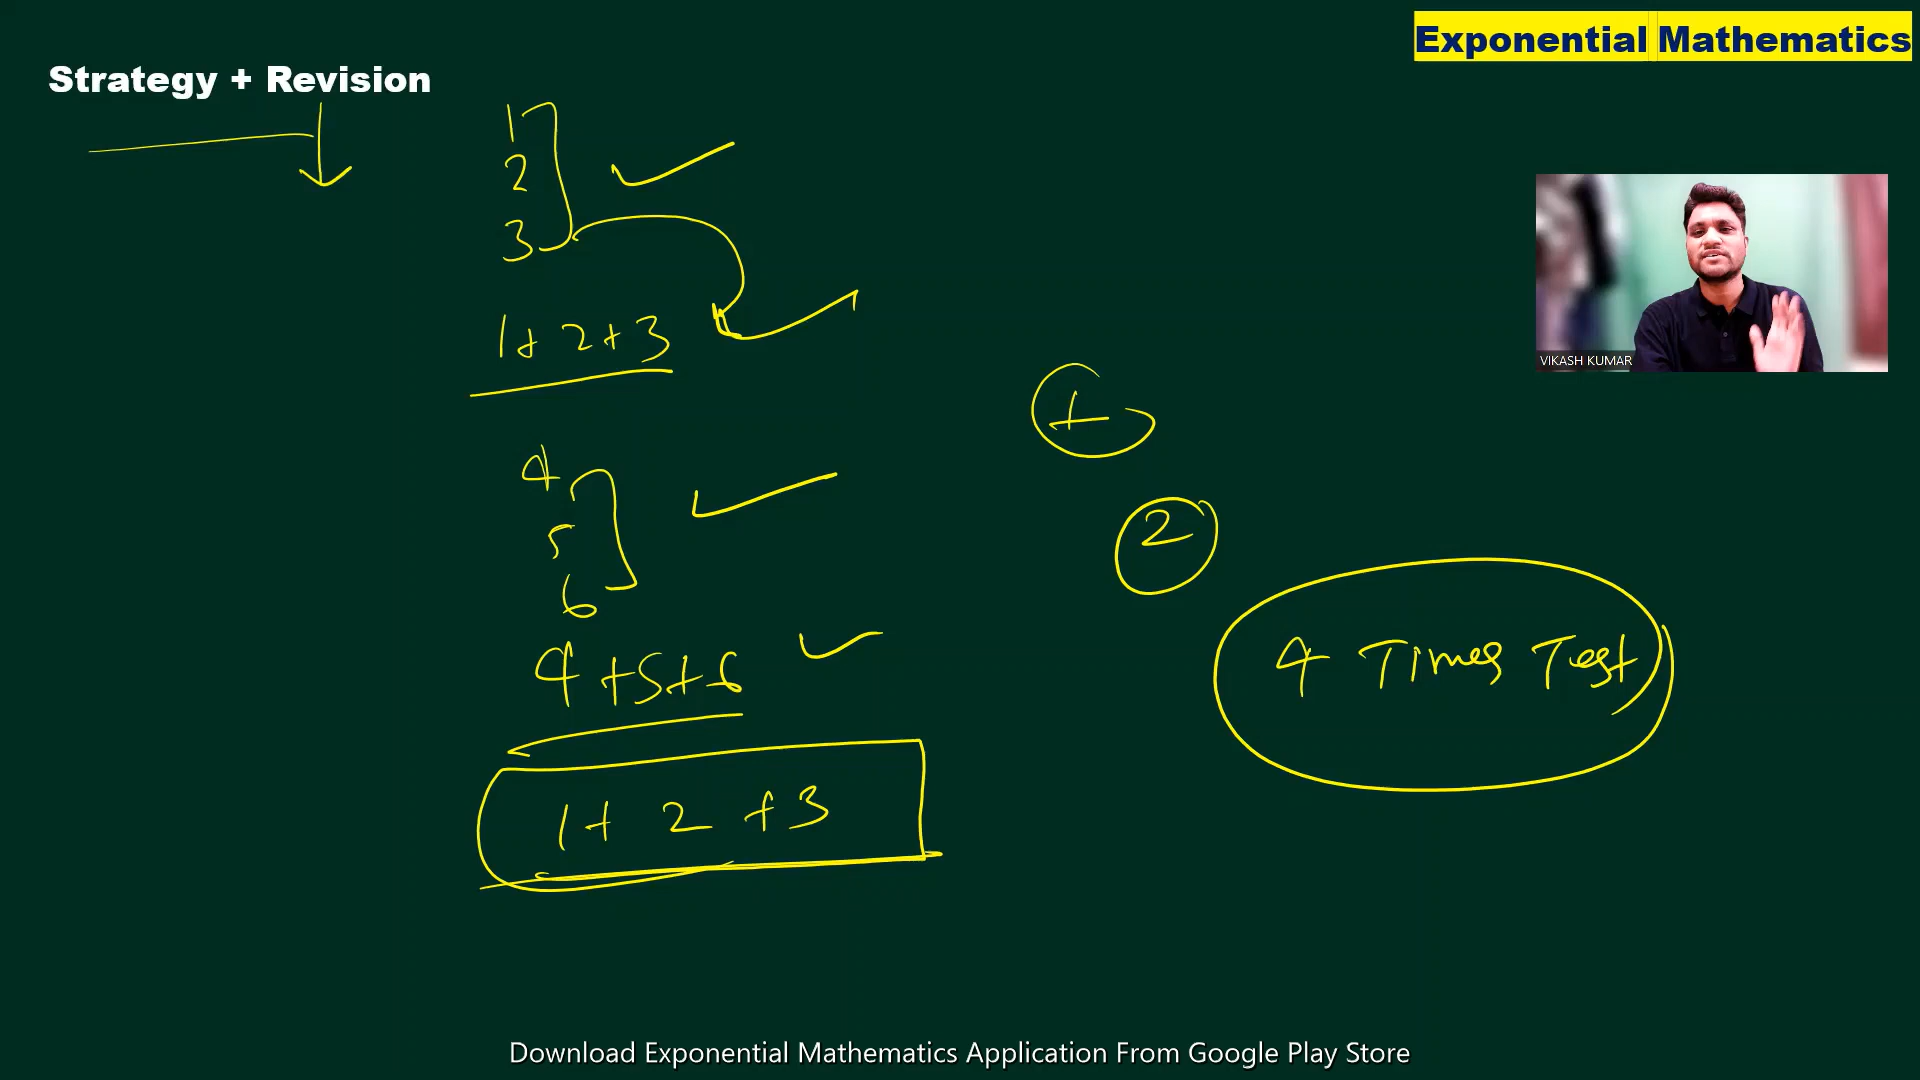 Exponential Mathematics
Strategy + Revision
1
2
3
1+ 2+3
4
5
6
4+5+6
1+ 2 +3
1
2
4 Times Test
VIKASH KUMAR
Download Exponential Mathematics Application From Google Play Store